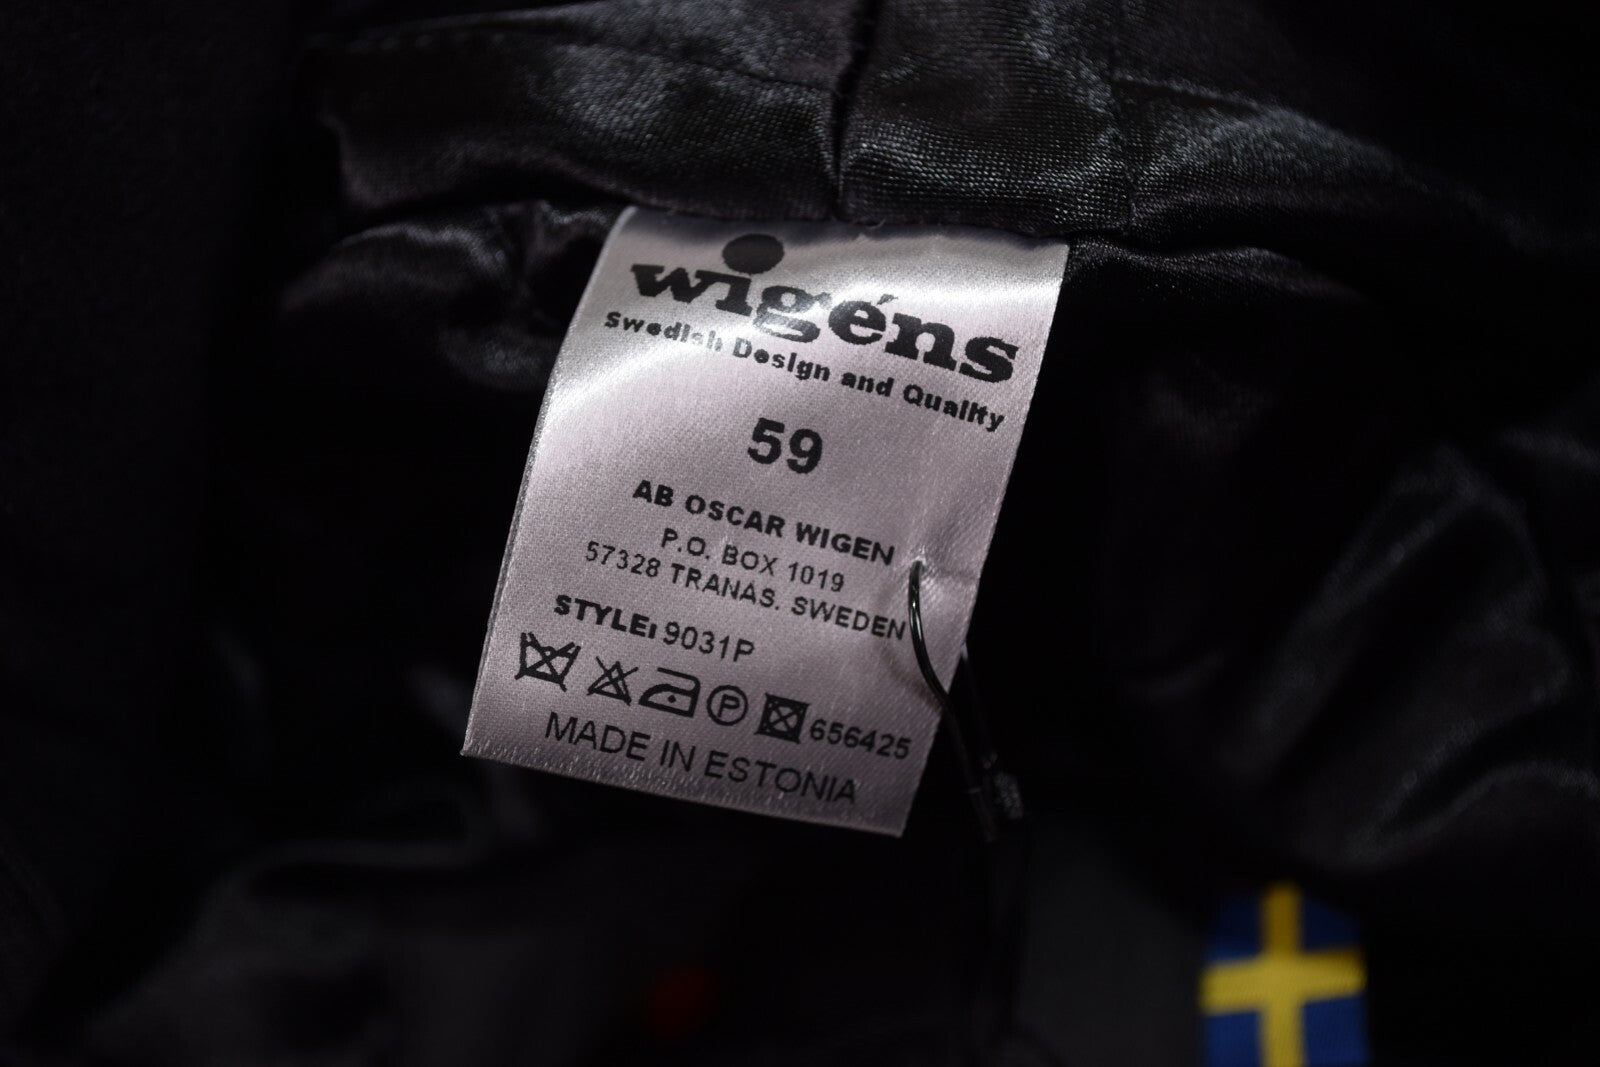 wigéns
Swedish Design and Quality
59
AB OSCAR WIGEN
P.O. BOX 1019
57328 TRANAS. SWEDEN
STYLE: 9031P
P 656425
MADE IN ESTONIA